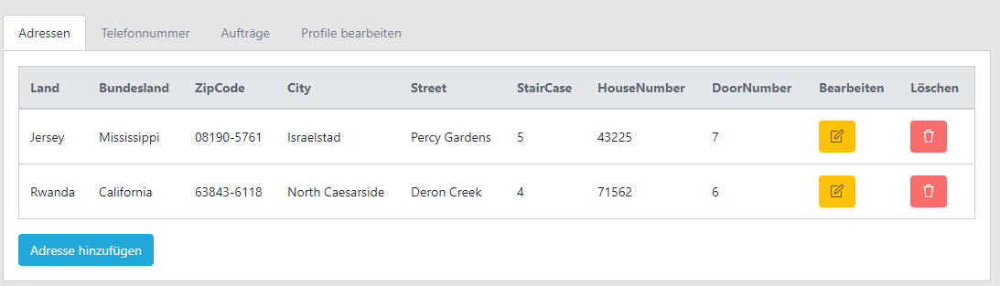 Adressen Telefonnummer Aufträge Profile bearbeiten
Land Bundesland ZipCode City Street StairCase HouseNumber DoorNumber Bearbeiten Löschen
Jersey Mississippi 08190-5761 Israelstad Percy Gardens 5 43225 7
Rwanda California 63843-6118 North Caesarside Deron Creek 4 71562 6
Adresse hinzufügen